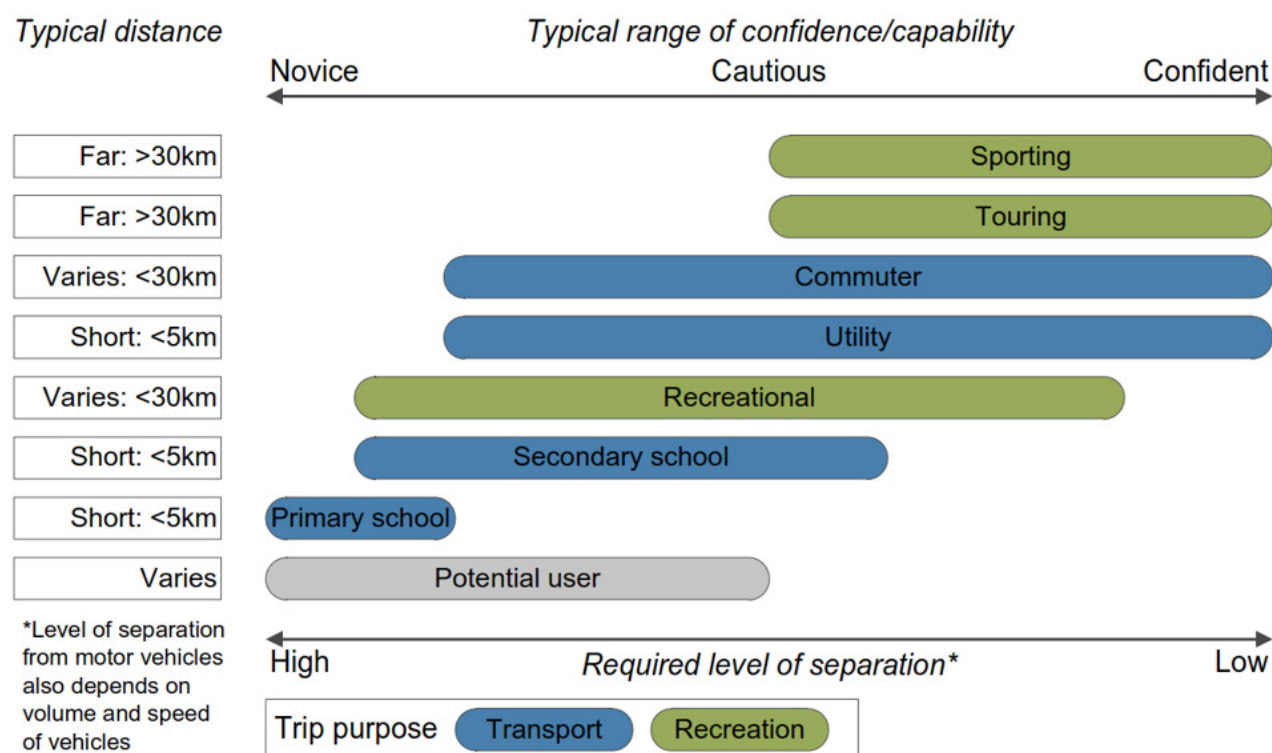 Typical distance
Typical range of confidence/capability
Novice Cautious Confident
Far: >30km Sporting
Far: >30km Touring
Varies: <30km Commuter
Short: <5km Utility
Varies: <30km Recreational
Short: <5km Secondary school
Short: <5km Primary school
Varies Potential user
*Level of separation
from motor vehicles
also depends on
volume and speed
of vehicles
High Required level of separation* Low
Trip purpose Transport Recreation